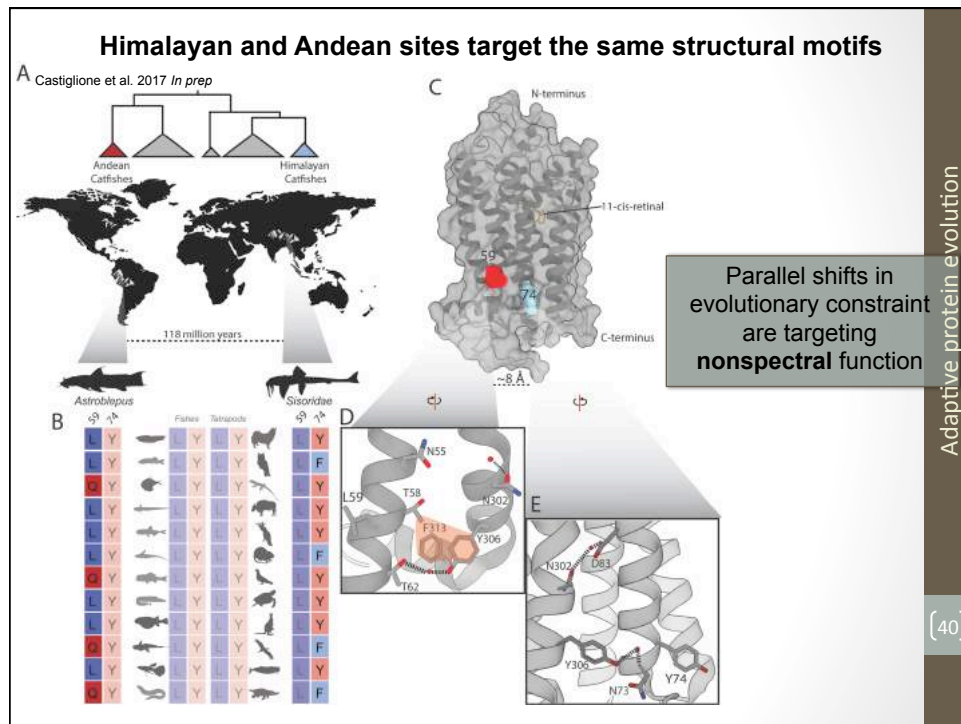 Himalayan and Andean sites target the same structural motifs
A Castiglione et al. 2017 In prep
Andean
Catfishes
Himalayan
Catfishes
118 million years
Astroblepus
Sisoridae
B
59 74
Fishes
Tetrapods
59 74
L Y L Y L Y L Y
L Y L Y L Y L F
Q Y L Y L Y L Y
L Y L Y L Y L Y
L Y L Y L Y L Y
L Y L Y L Y L F
Q Y L Y L Y L Y
L Y L Y L Y L Y
L Y L Y L Y L Y
Q Y L Y L Y L F
L Y L Y L Y L Y
Q Y L Y L Y L F
C
N-terminus
11-cis-retinal
59
74
C-terminus
~8 Å
D
N55
L59
T58
N302
F313
Y306
T62
E
N302
D83
Y306
Y74
N73
Parallel shifts in
evolutionary constraint
are targeting
nonspectral function
Adaptive protein evolution
40